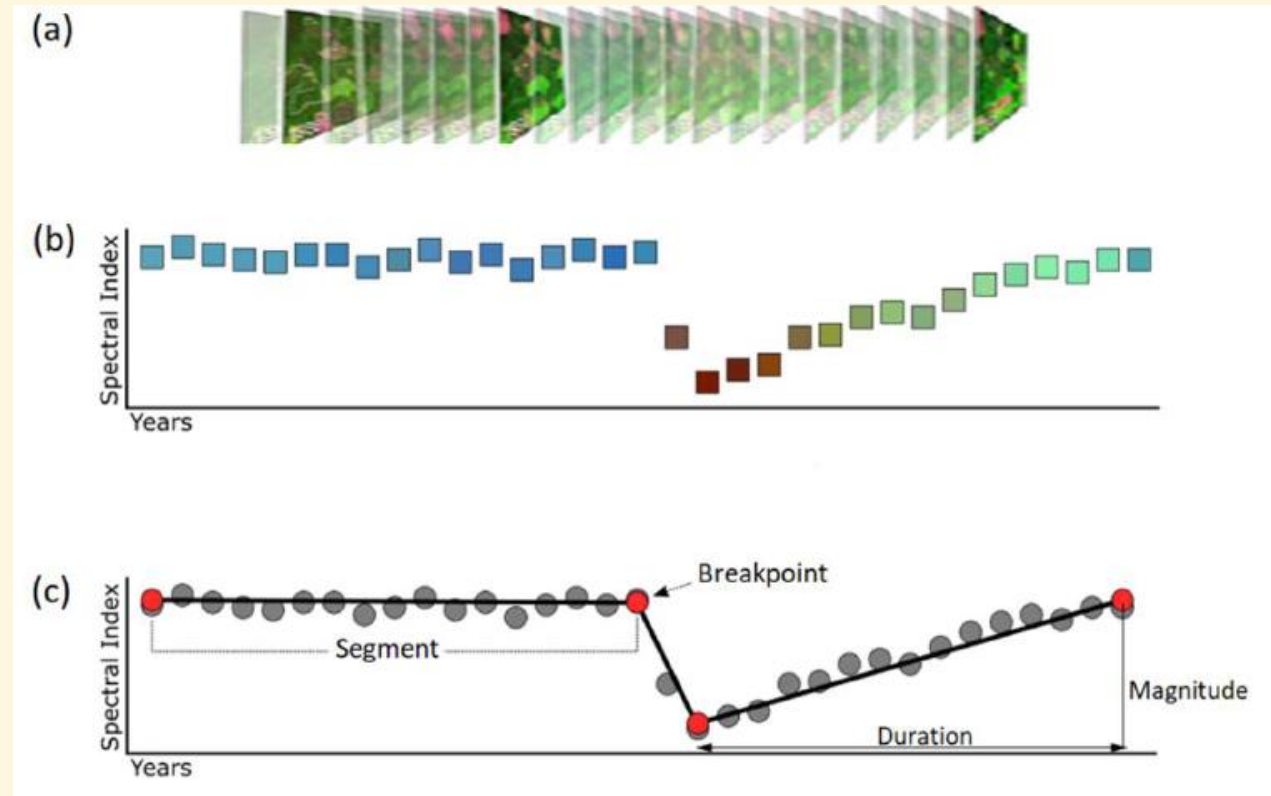 (a)
(b)
Spectral Index
Years
(c)
Spectral Index
Breakpoint
Segment
Magnitude
Duration
Years